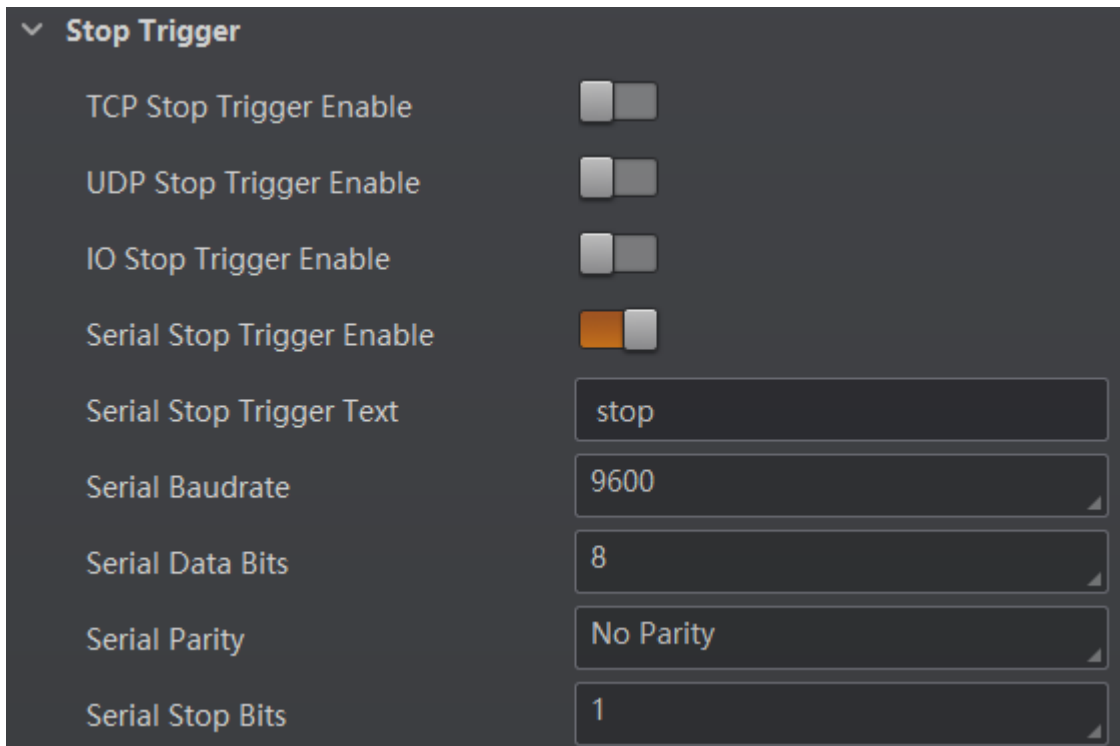 Stop Trigger
TCP Stop Trigger Enable
UDP Stop Trigger Enable
IO Stop Trigger Enable
Serial Stop Trigger Enable
Serial Stop Trigger Text stop
Serial Baudrate 9600
Serial Data Bits 8
Serial Parity No Parity
Serial Stop Bits 1